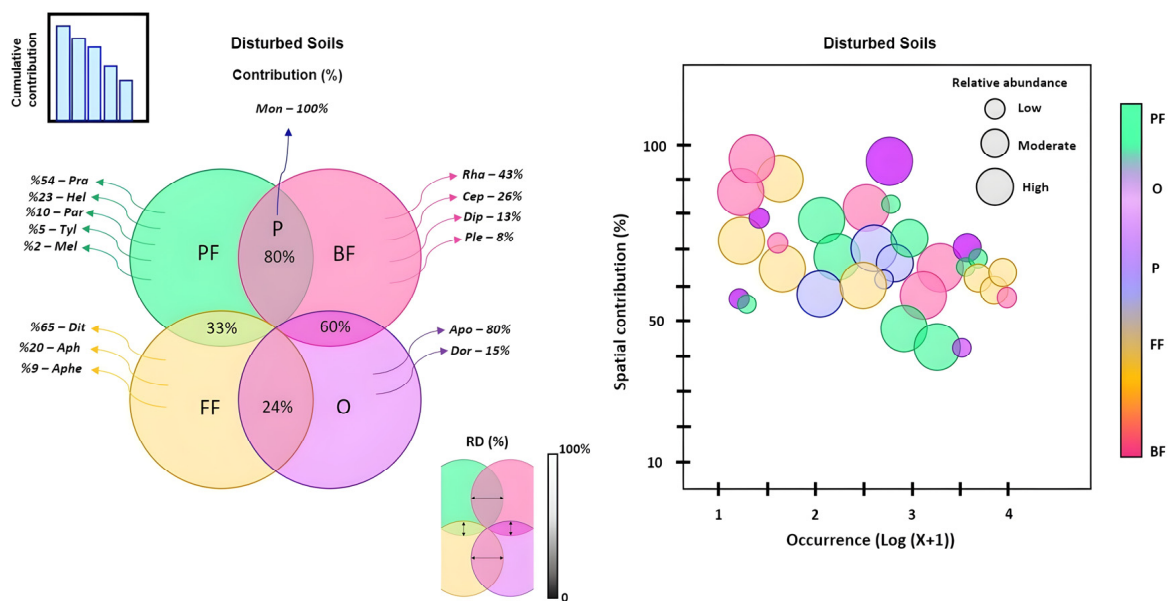 Cumulative
contribution
Disturbed Soils
Contribution (%)
Mon – 100%
%54 – Pra
%23 – Hel
%10 – Par
%5 – Tyl
%2 – Mel
Rha – 43%
Cep – 26%
Dip – 13%
Ple – 8%
PF
P
80%
BF
33%
60%
%65 – Dit
%20 – Aph
%9 – Aphe
Apo – 80%
Dor – 15%
FF
24%
O
RD (%)
100%
0
Disturbed Soils
Relative abundance
Low
Moderate
High
Spatial contribution (%)
100
50
10
1
2
3
4
Occurrence (Log (X+1))
PF
O
P
FF
BF